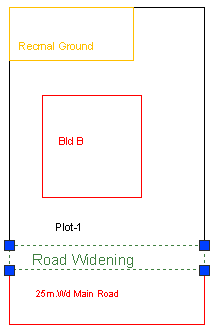 Recrnal Ground
Bld B
Plot-1
Road Widening
25m.Wd Main Road